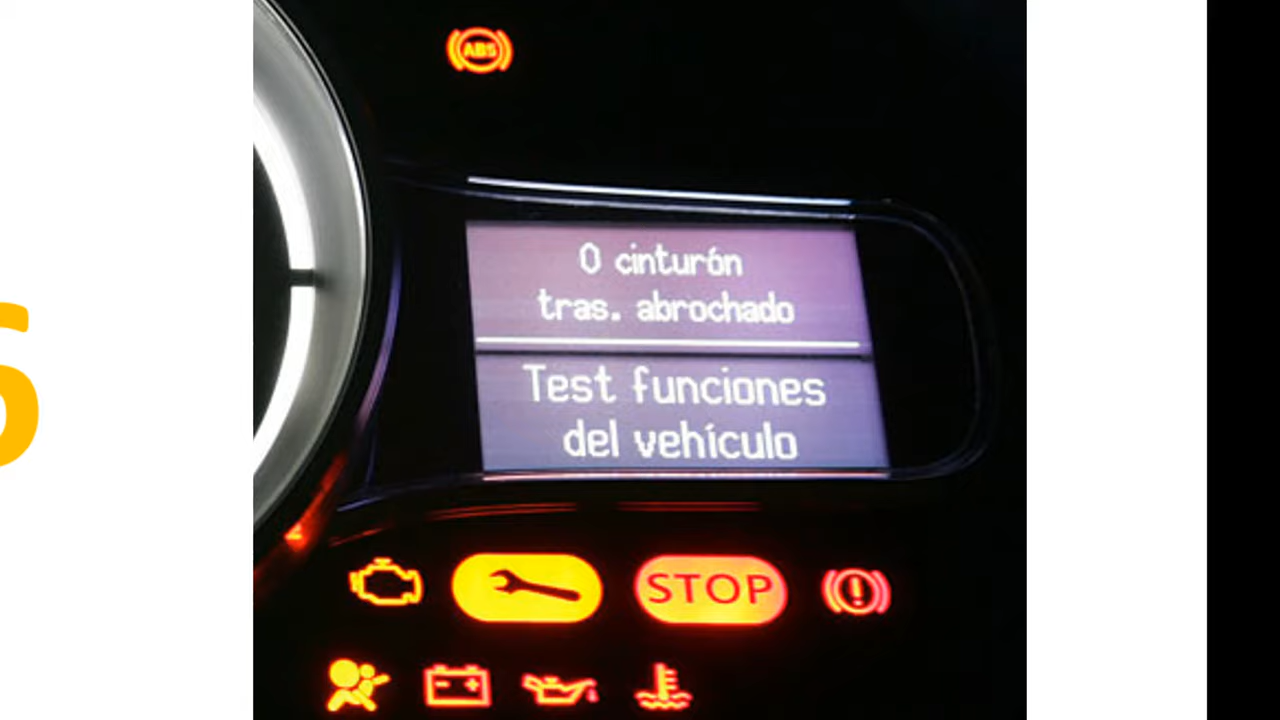 ABS
0 cinturón
tras. abrochado
Test funciones
del vehículo
STOP